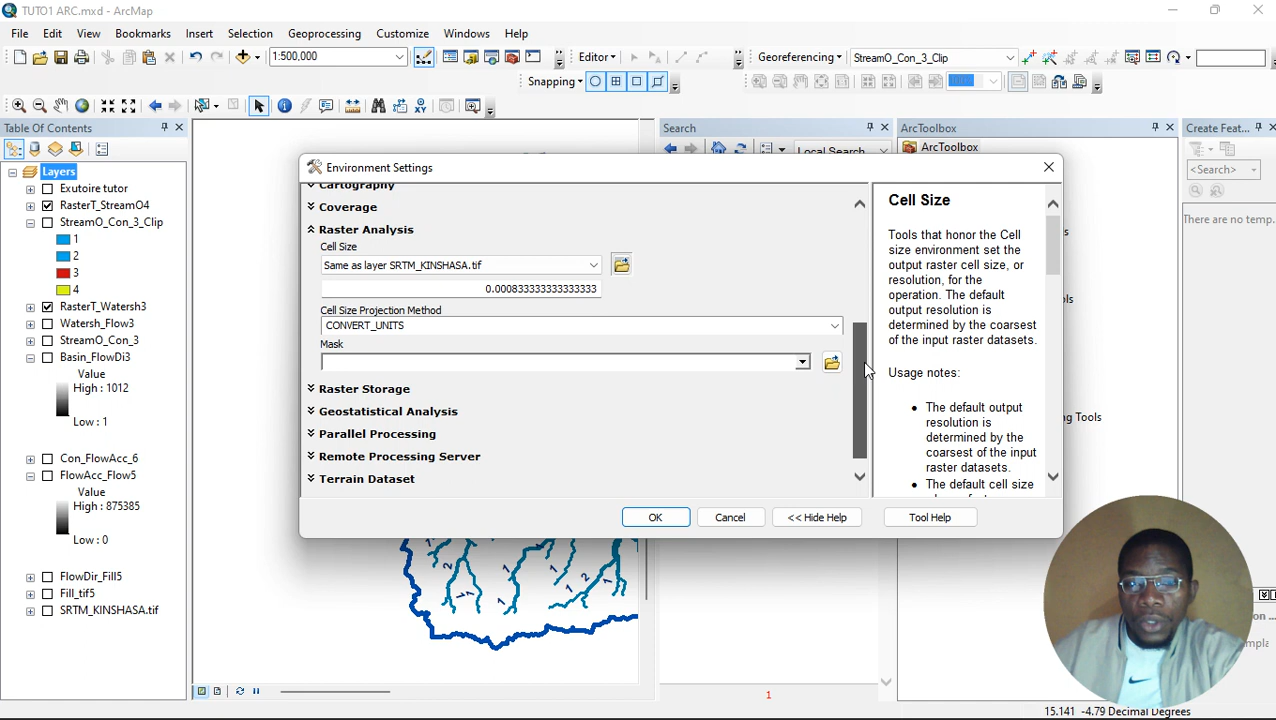 TUTO1 ARC.mxd - ArcMap
File Edit View Bookmarks Insert Selection Geoprocessing Customize Windows Help
1:500,000
Editor
Georeferencing
StreamO_Con_3_Clip
Snapping
Table Of Contents
Search
ArcToolbox
Create Feat...
Layers
Exutoire tutor
RasterT_StreamO4
StreamO_Con_3_Clip
1
2
3
4
RasterT_Watersh3
Watersh_Flow3
StreamO_Con_3
Basin_FlowDi3
Value
High : 1012
Low : 1
Con_FlowAcc_6
FlowAcc_Flow5
Value
High : 875385
Low : 0
FlowDir_Fill5
Fill_tif5
SRTM_KINSHASA.tif
Local Search
ArcToolbox
<Search>
There are no temp.
Environment Settings
Cartography
Coverage
Raster Analysis
Cell Size
Same as layer SRTM_KINSHASA.tif
0.000833333333333333
Cell Size Projection Method
CONVERT_UNITS
Mask
Raster Storage
Geostatistical Analysis
Parallel Processing
Remote Processing Server
Terrain Dataset
OK
Cancel
<< Hide Help
Tool Help
Cell Size
Tools that honor the Cell
size environment set the
output raster cell size, or
resolution, for the
operation. The default
output resolution is
determined by the coarsest
of the input raster datasets.
Usage notes:
• The default output
resolution is
determined by the
coarsest of the input
raster datasets.
• The default cell size
ng Tools
1
15.141 -4.79 Decimal Degrees